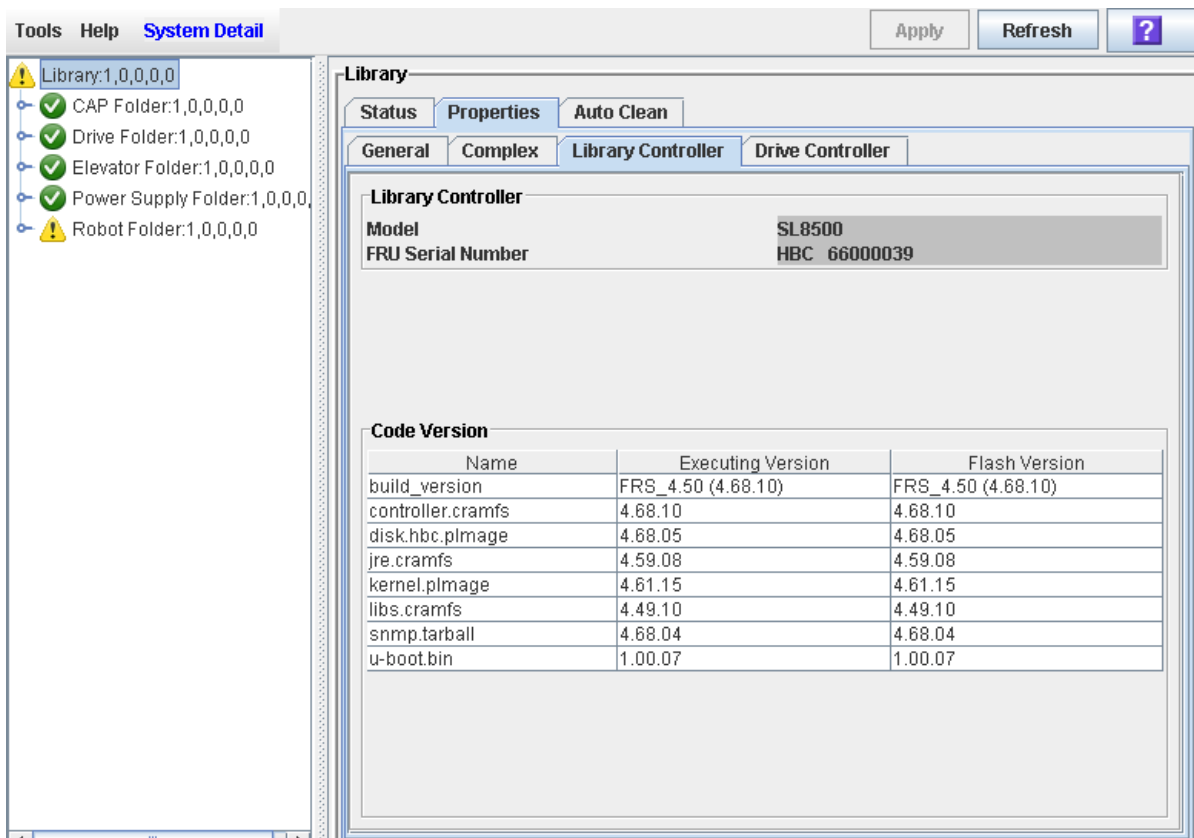 Tools Help System Detail Apply Refresh ?
Library:1,0,0,0,0
CAP Folder:1,0,0,0,0
Drive Folder:1,0,0,0,0
Elevator Folder:1,0,0,0,0
Power Supply Folder:1,0,0,0,
Robot Folder:1,0,0,0,0
Library
Status Properties Auto Clean
General Complex Library Controller Drive Controller
Library Controller
Model SL8500
FRU Serial Number HBC 66000039
Code Version
Name Executing Version Flash Version
build_version FRS_4.50 (4.68.10) FRS_4.50 (4.68.10)
controller.cramfs 4.68.10 4.68.10
disk.hbc.pImage 4.68.05 4.68.05
jre.cramfs 4.59.08 4.59.08
kernel.pImage 4.61.15 4.61.15
libs.cramfs 4.49.10 4.49.10
snmp.tarball 4.68.04 4.68.04
u-boot.bin 1.00.07 1.00.07